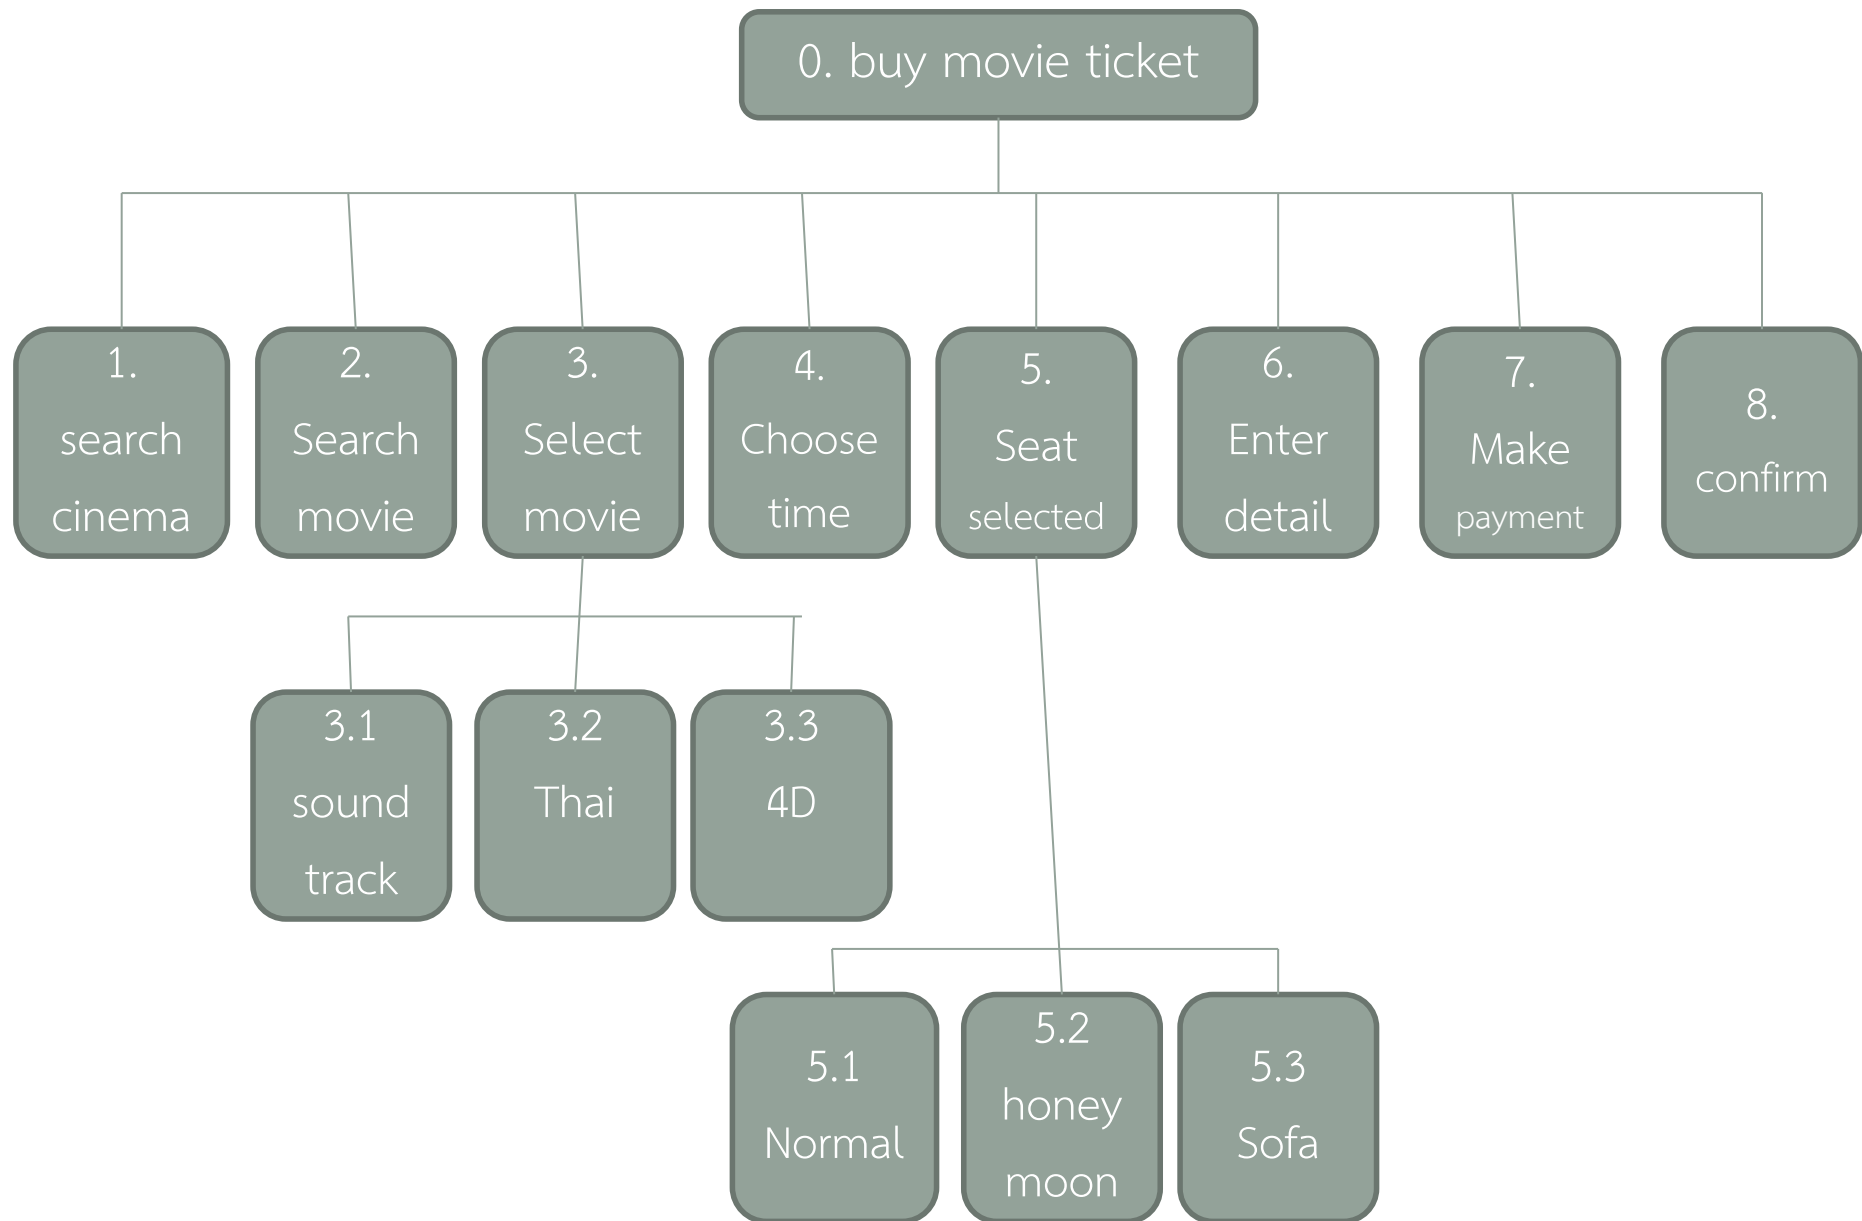 0. buy movie ticket
1.
search
cinema
2.
Search
movie
3.
Select
movie
4.
Choose
time
5.
Seat
selected
6.
Enter
detail
7.
Make
payment
8.
confirm
3.1
sound
track
3.2
Thai
3.3
4D
5.1
Normal
5.2
honey
moon
5.3
Sofa